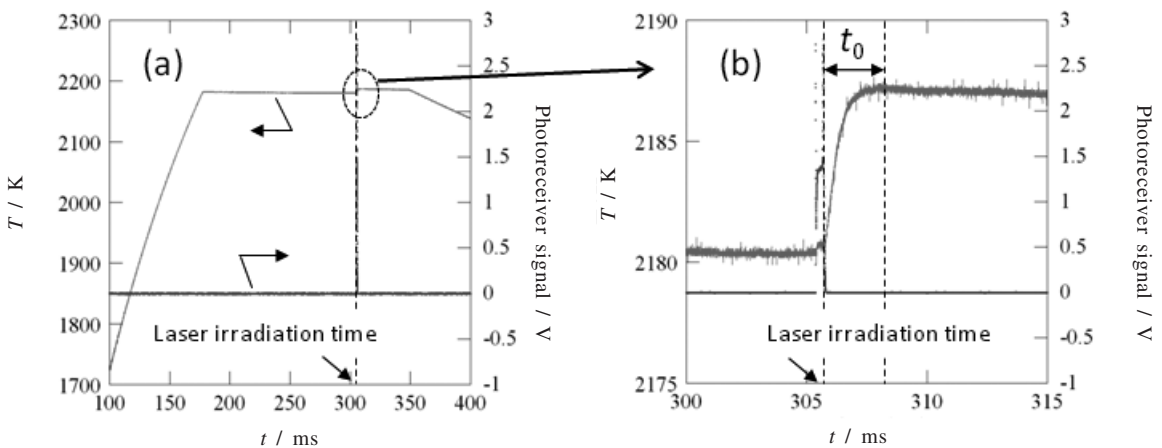 (a)
2300
2200
2100
2000
1900
1800
1700
T / K
100 150 200 250 300 350 400
t / ms
3
2.5
2
1.5
1
0.5
0
-0.5
-1
Photoreceiver signal / V
Laser irradiation time
(b)
t0
2190
2185
2180
2175
T / K
300 305 310 315
t / ms
3
2.5
2
1.5
1
0.5
0
-0.5
-1
Photoreceiver signal / V
Laser irradiation time